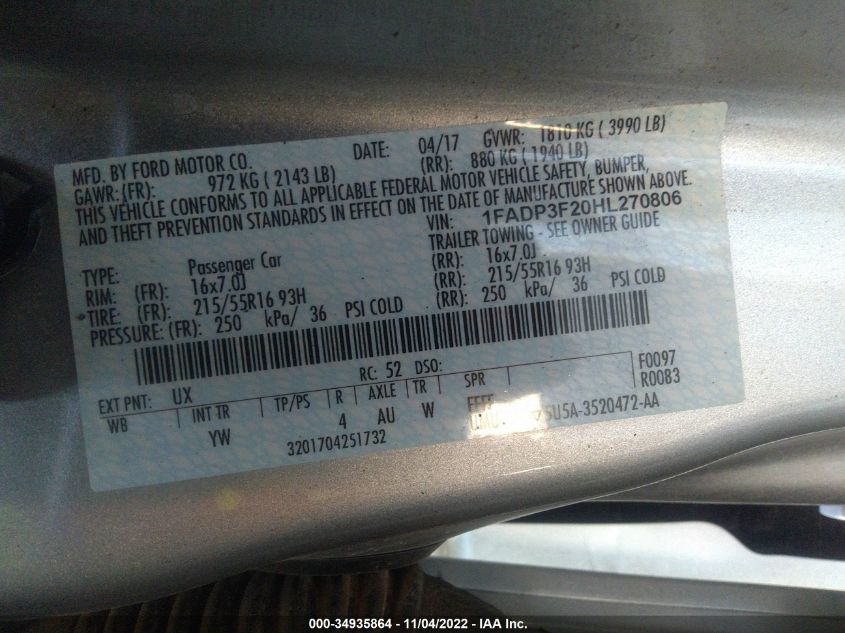 MFD. BY FORD MOTOR CO. DATE: 04/17 GVWR: 1810 KG ( 3990 LB)
GAWR: (FR): 972 KG ( 2143 LB) (RR): 880 KG ( 1940 LB)
THIS VEHICLE CONFORMS TO ALL APPLICABLE FEDERAL MOTOR VEHICLE SAFETY, BUMPER,
AND THEFT PREVENTION STANDARDS IN EFFECT ON THE DATE OF MANUFACTURE SHOWN ABOVE.
VIN: 1FADP3F20HL270806
TRAILER TOWING - SEE OWNER GUIDE
TYPE: Passenger Car
RIM: (FR): 16x7.0J (RR): 16x7.0J
TIRE: (FR): 215/55R16 93H (RR): 215/55R16 93H
PRESSURE: (FR): 250 kPa/ 36 PSI COLD (RR): 250 kPa/ 36 PSI COLD
RC: 52 DSO: F0097
EXT PNT: UX R0083
WB INT TR TP/PS R AXLE TR SPR
YW 4 AU W
3201704251732 5U5A-3520472-AA
000-34935864 - 11/04/2022 - IAA Inc.